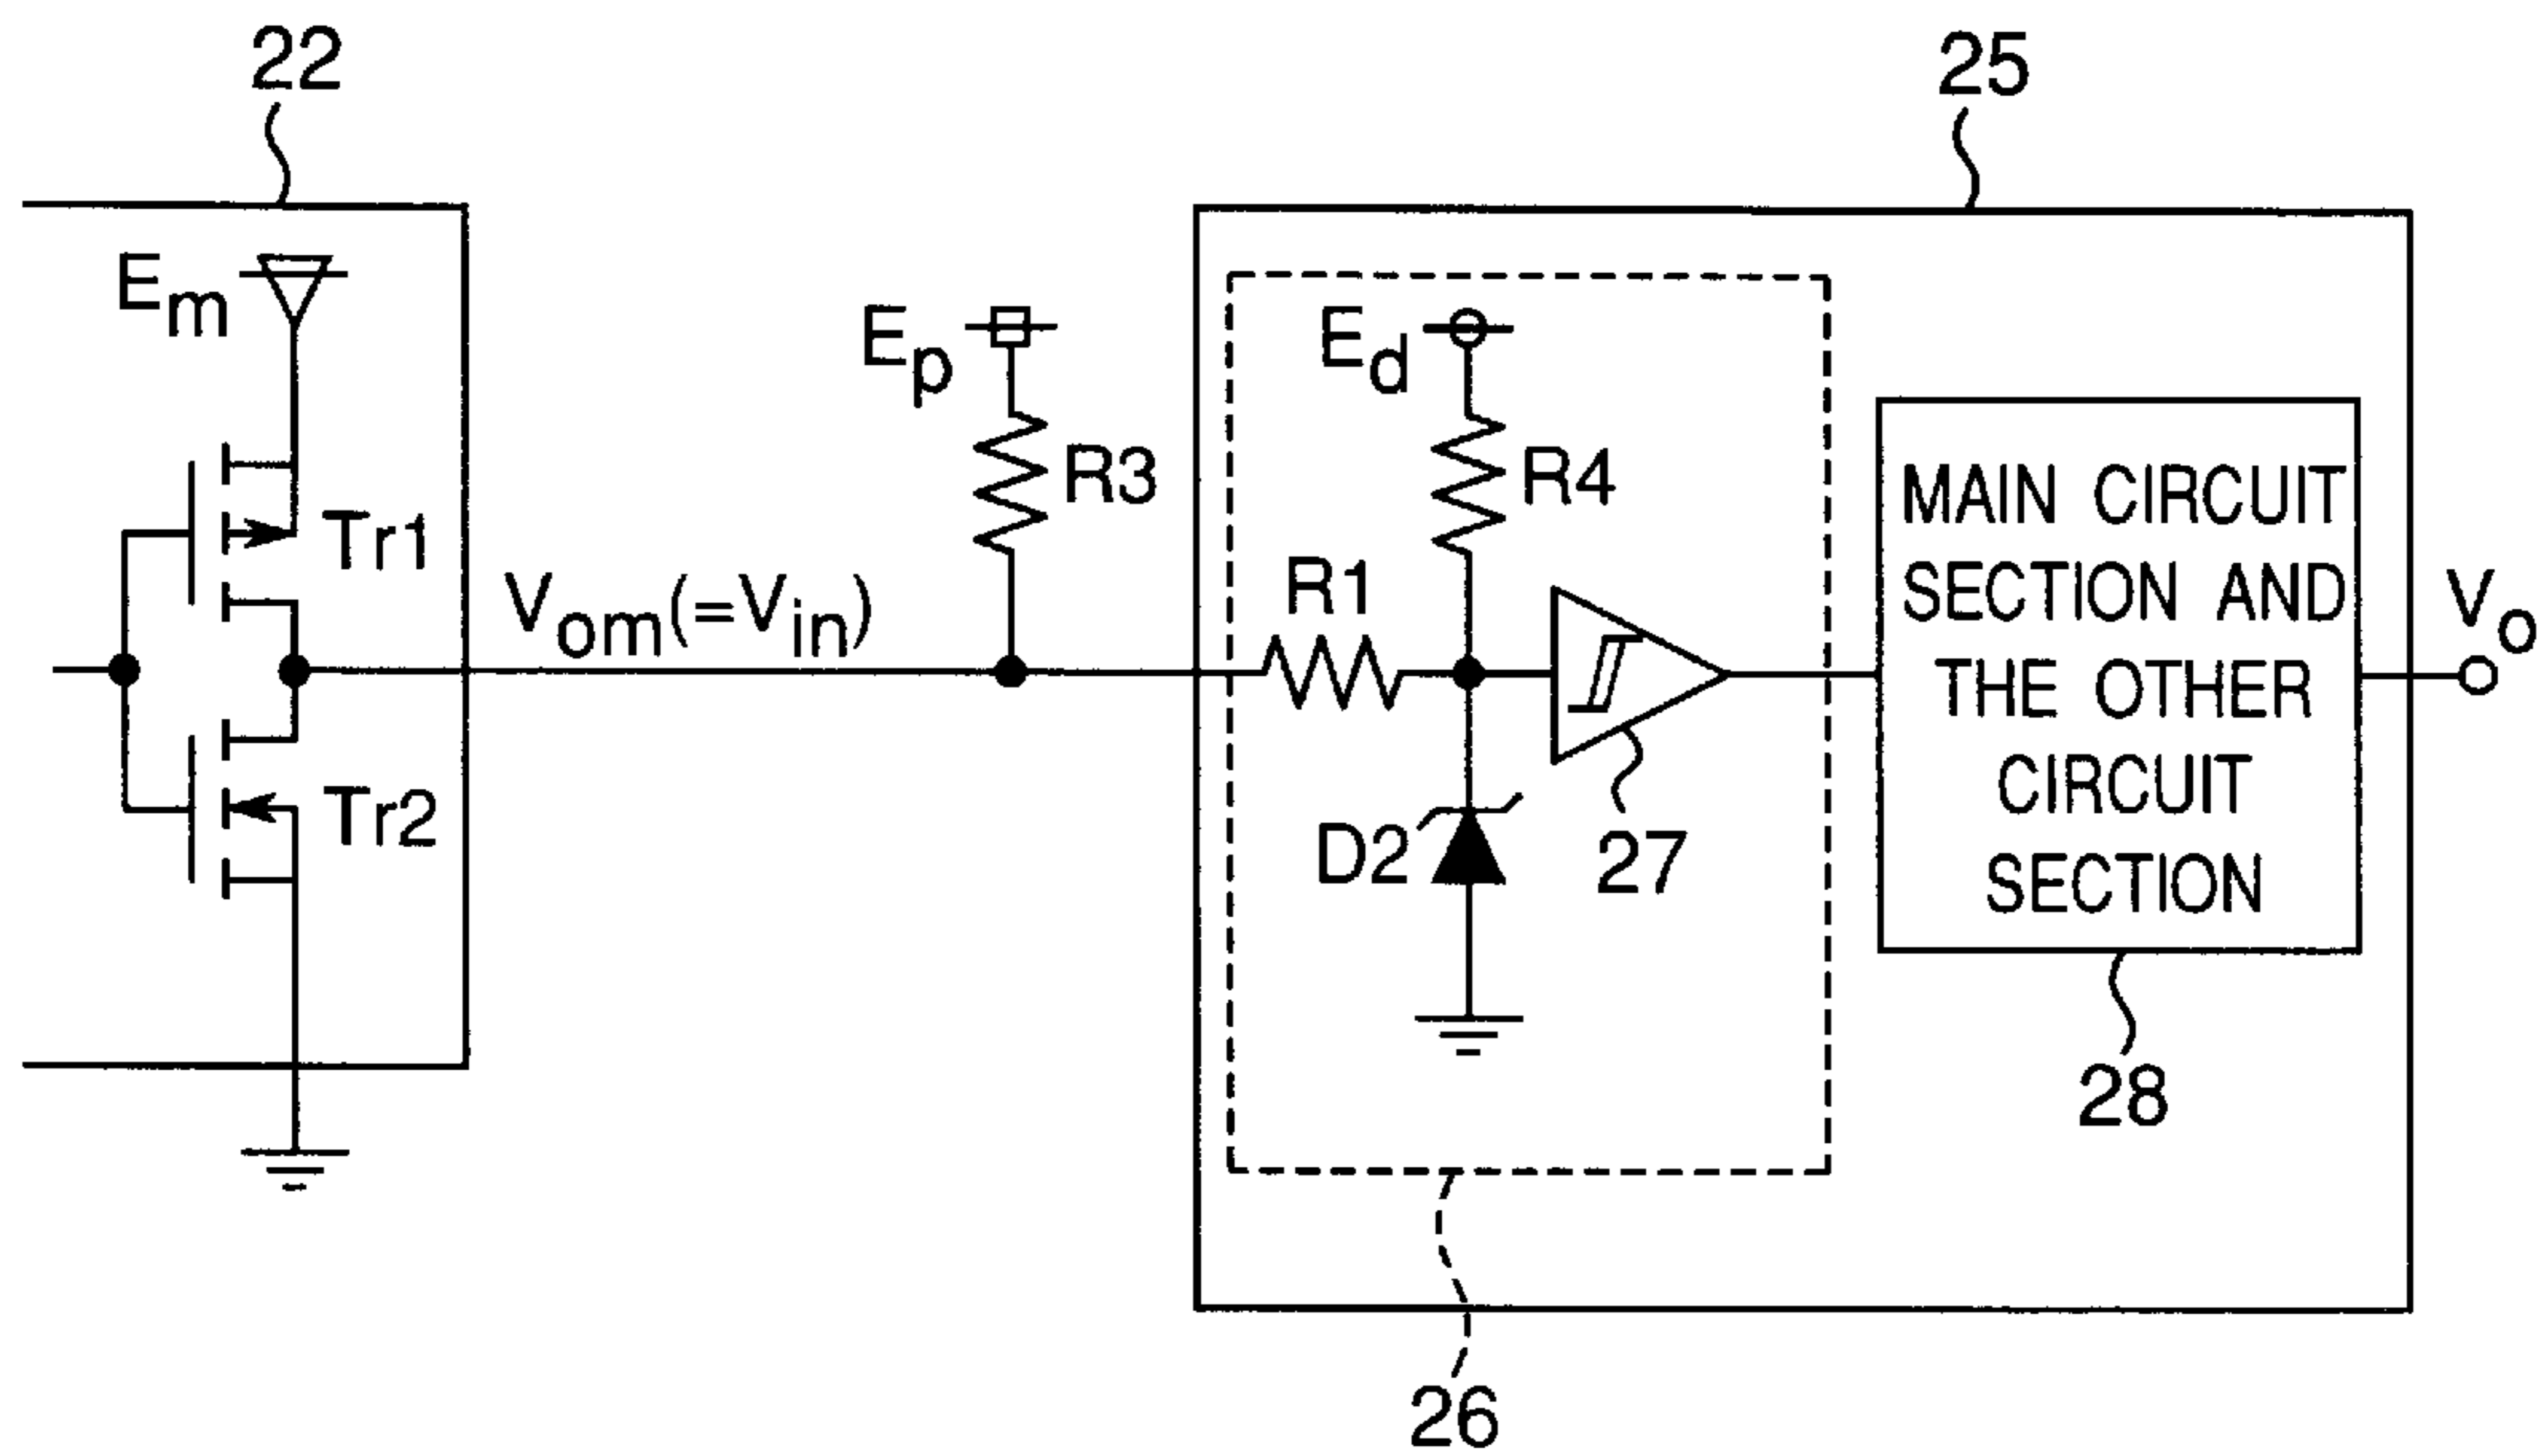 22
25
Em
Ep
Ed
R3
R4
Tr1
Vom(=Vin)
R1
MAIN CIRCUIT
SECTION AND
THE OTHER
CIRCUIT
SECTION
Vo
Tr2
D2
27
28
26